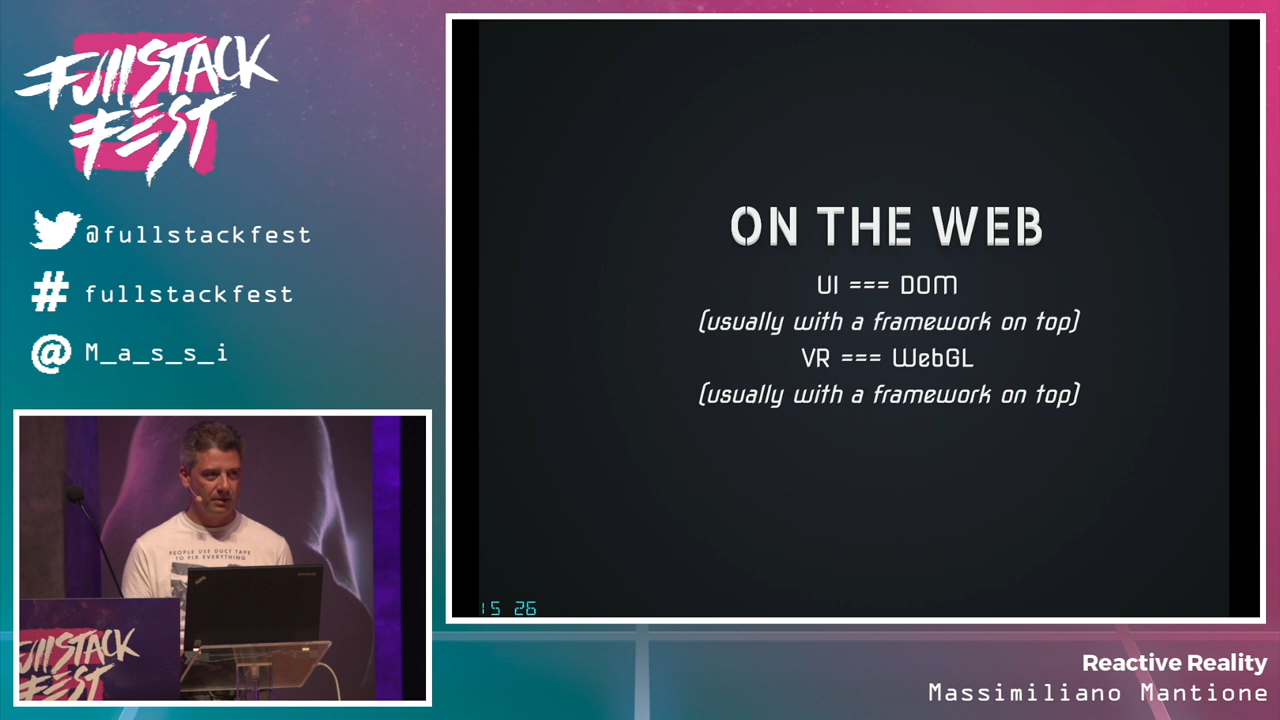 FullSTACK
FEST
@fullstackfest
# fullstackfest
@ M_a_s_s_i
ON THE WEB
UI === DOM
(usually with a framework on top)
VR === WebGL
(usually with a framework on top)
15 26
PEOPLE USE DUCT TAPE
TO FIX EVERYTHING
ThinkPad
FullSTACK
FEST
Reactive Reality
Massimiliano Mantione